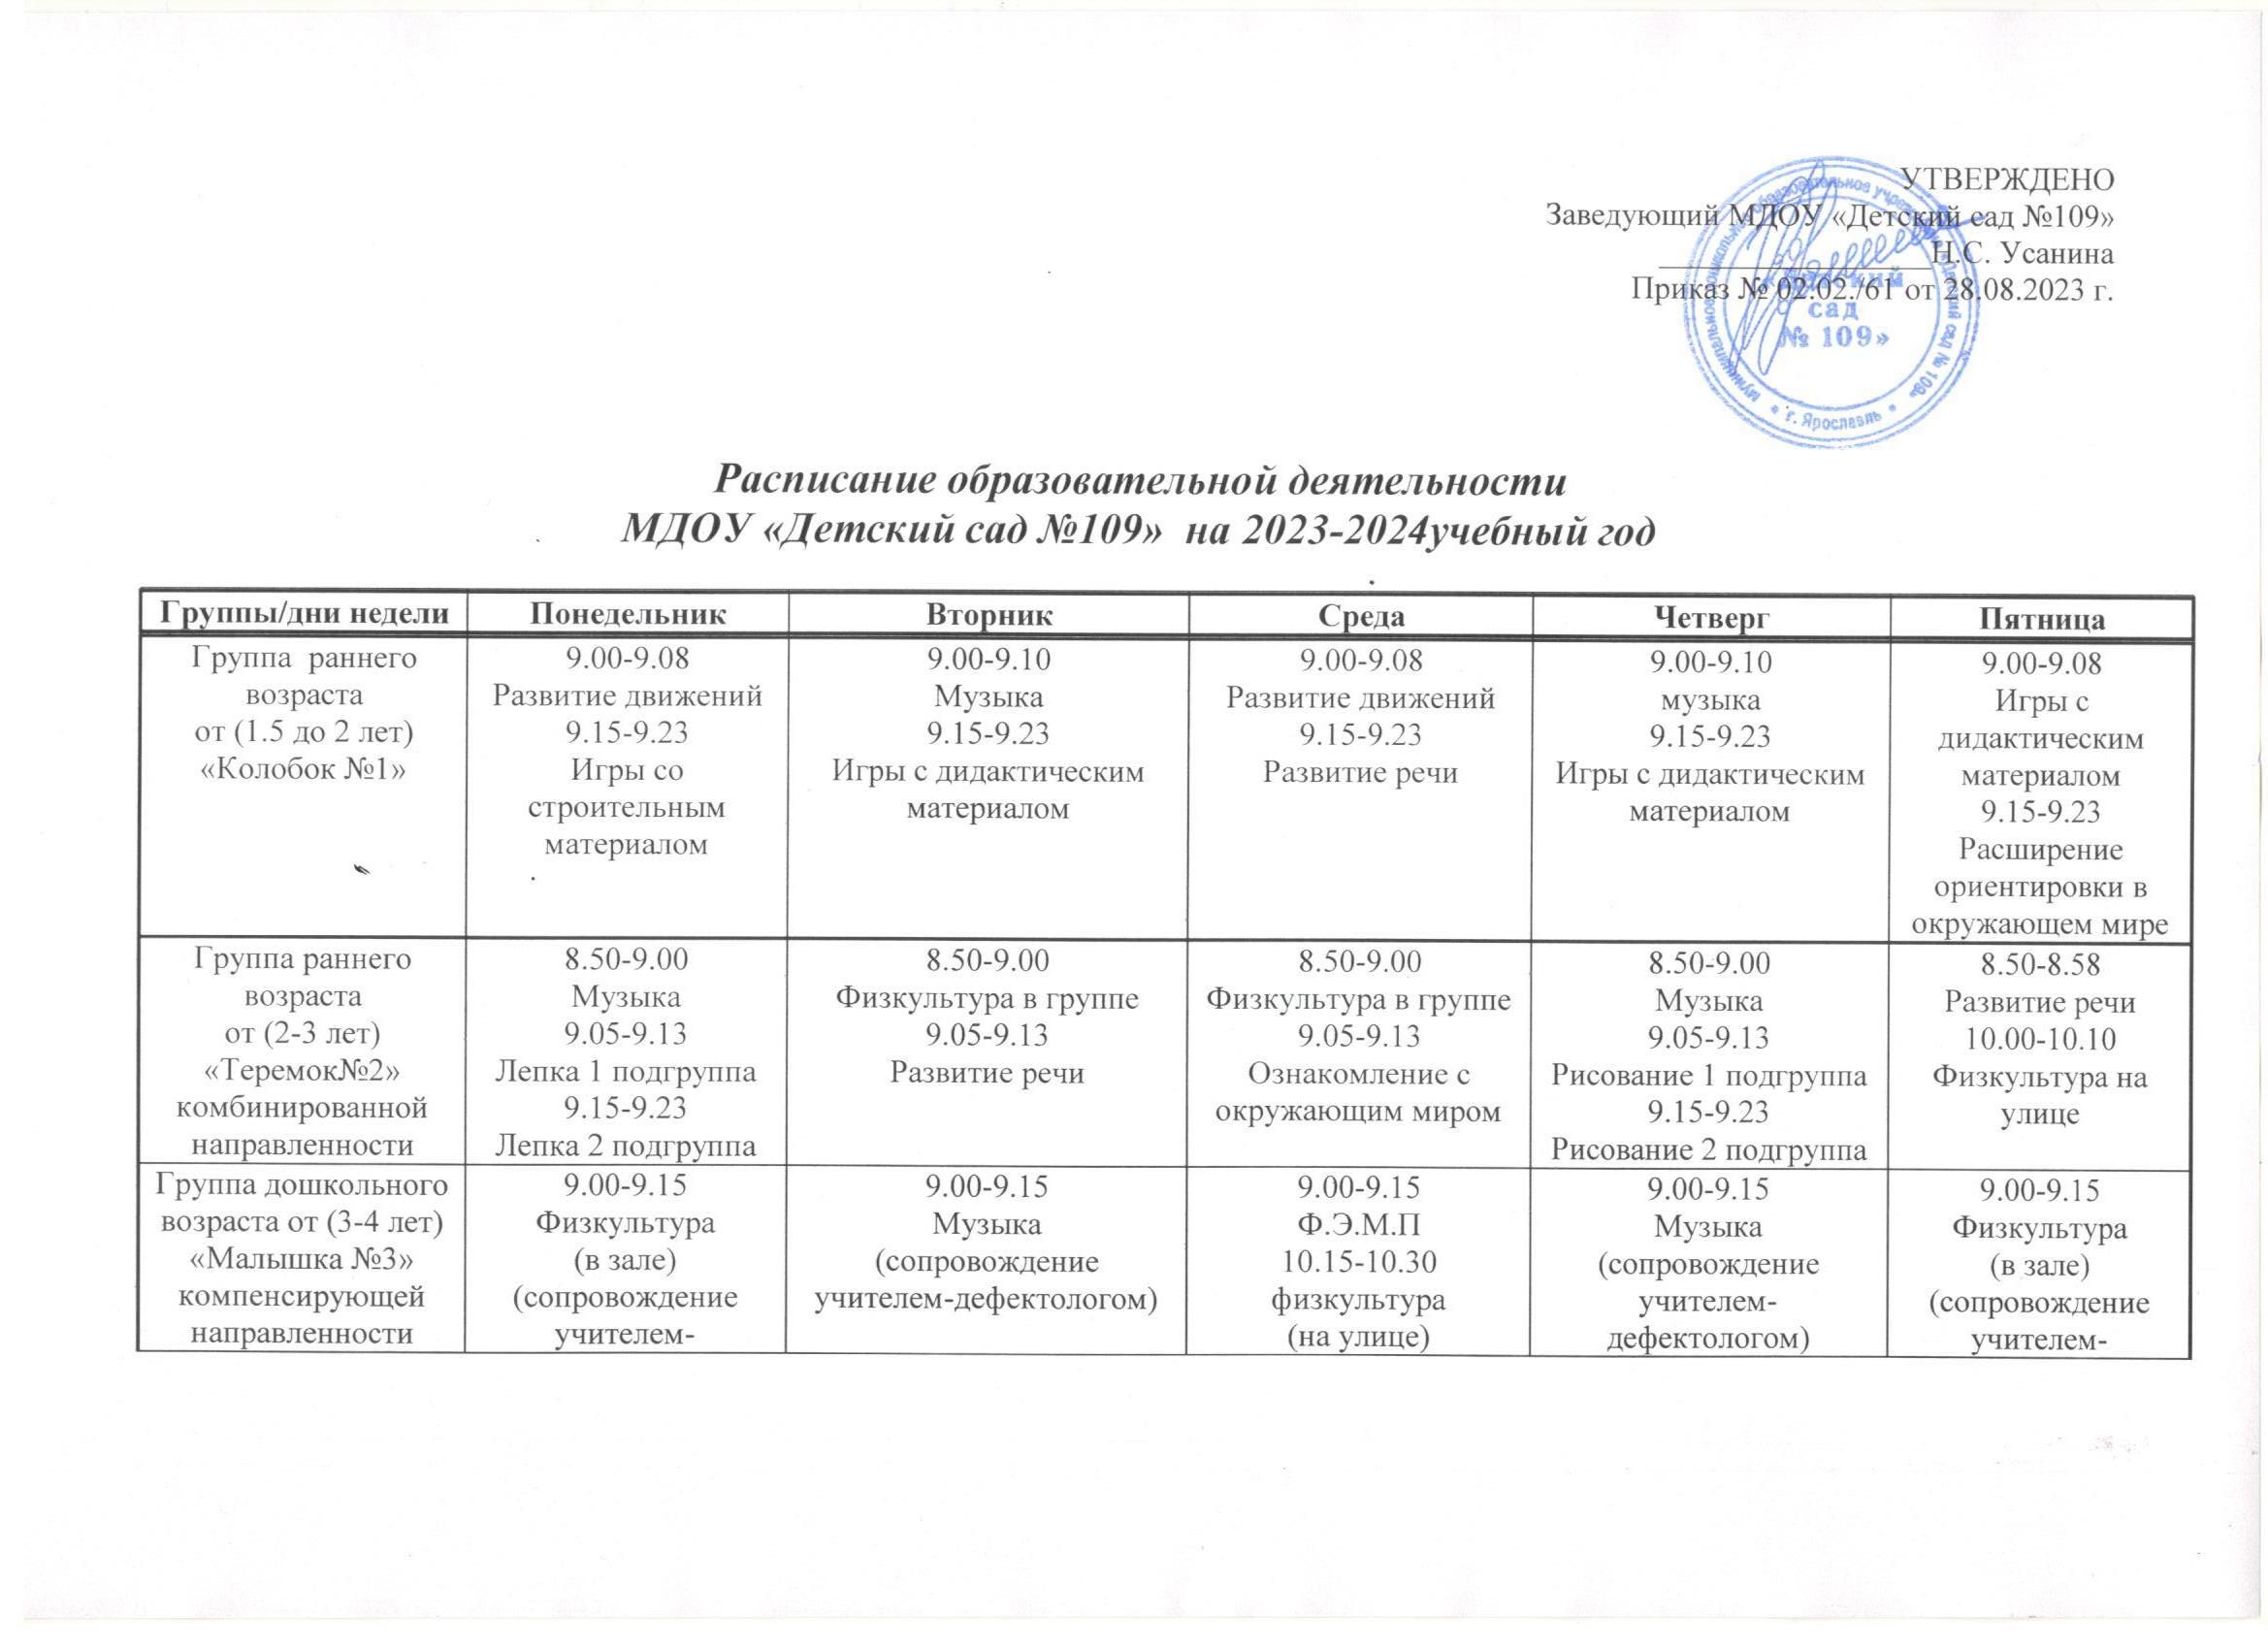 УТВЕРЖДЕНО
Заведующий МДОУ «Детский сад №109»
Н.С. Усанина
Приказ № 02.02./61 от 28.08.2023 г.
«Детский
сад
№ 109»
муниципальное дошкольное образовательное учреждение «Детский сад № 109»
г. Ярославль
Расписание образовательной деятельности
МДОУ «Детский сад №109» на 2023-2024учебный год
Группы/дни недели
Понедельник
Вторник
Среда
Четверг
Пятница
Группа раннего
возраста
от (1.5 до 2 лет)
«Колобок №1»
9.00-9.08
Развитие движений
9.15-9.23
Игры со
строительным
материалом
9.00-9.10
Музыка
9.15-9.23
Игры с дидактическим
материалом
9.00-9.08
Развитие движений
9.15-9.23
Развитие речи
9.00-9.10
музыка
9.15-9.23
Игры с дидактическим
материалом
9.00-9.08
Игры с
дидактическим
материалом
9.15-9.23
Расширение
ориентировки в
окружающем мире
Группа раннего
возраста
от (2-3 лет)
«Теремок№2»
комбинированной
направленности
8.50-9.00
Музыка
9.05-9.13
Лепка 1 подгруппа
9.15-9.23
Лепка 2 подгруппа
8.50-9.00
Физкультура в группе
9.05-9.13
Развитие речи
8.50-9.00
Физкультура в группе
9.05-9.13
Ознакомление с
окружающим миром
8.50-9.00
Музыка
9.05-9.13
Рисование 1 подгруппа
9.15-9.23
Рисование 2 подгруппа
8.50-8.58
Развитие речи
10.00-10.10
Физкультура на
улице
Группа дошкольного
возраста от (3-4 лет)
«Малышка №3»
компенсирующей
направленности
9.00-9.15
Физкультура
(в зале)
(сопровождение
учителем-
9.00-9.15
Музыка
(сопровождение
учителем-дефектологом)
9.00-9.15
Ф.Э.М.П
10.15-10.30
физкультура
(на улице)
9.00-9.15
Музыка
(сопровождение
учителем-
дефектологом)
9.00-9.15
Физкультура
(в зале)
(сопровождение
учителем-